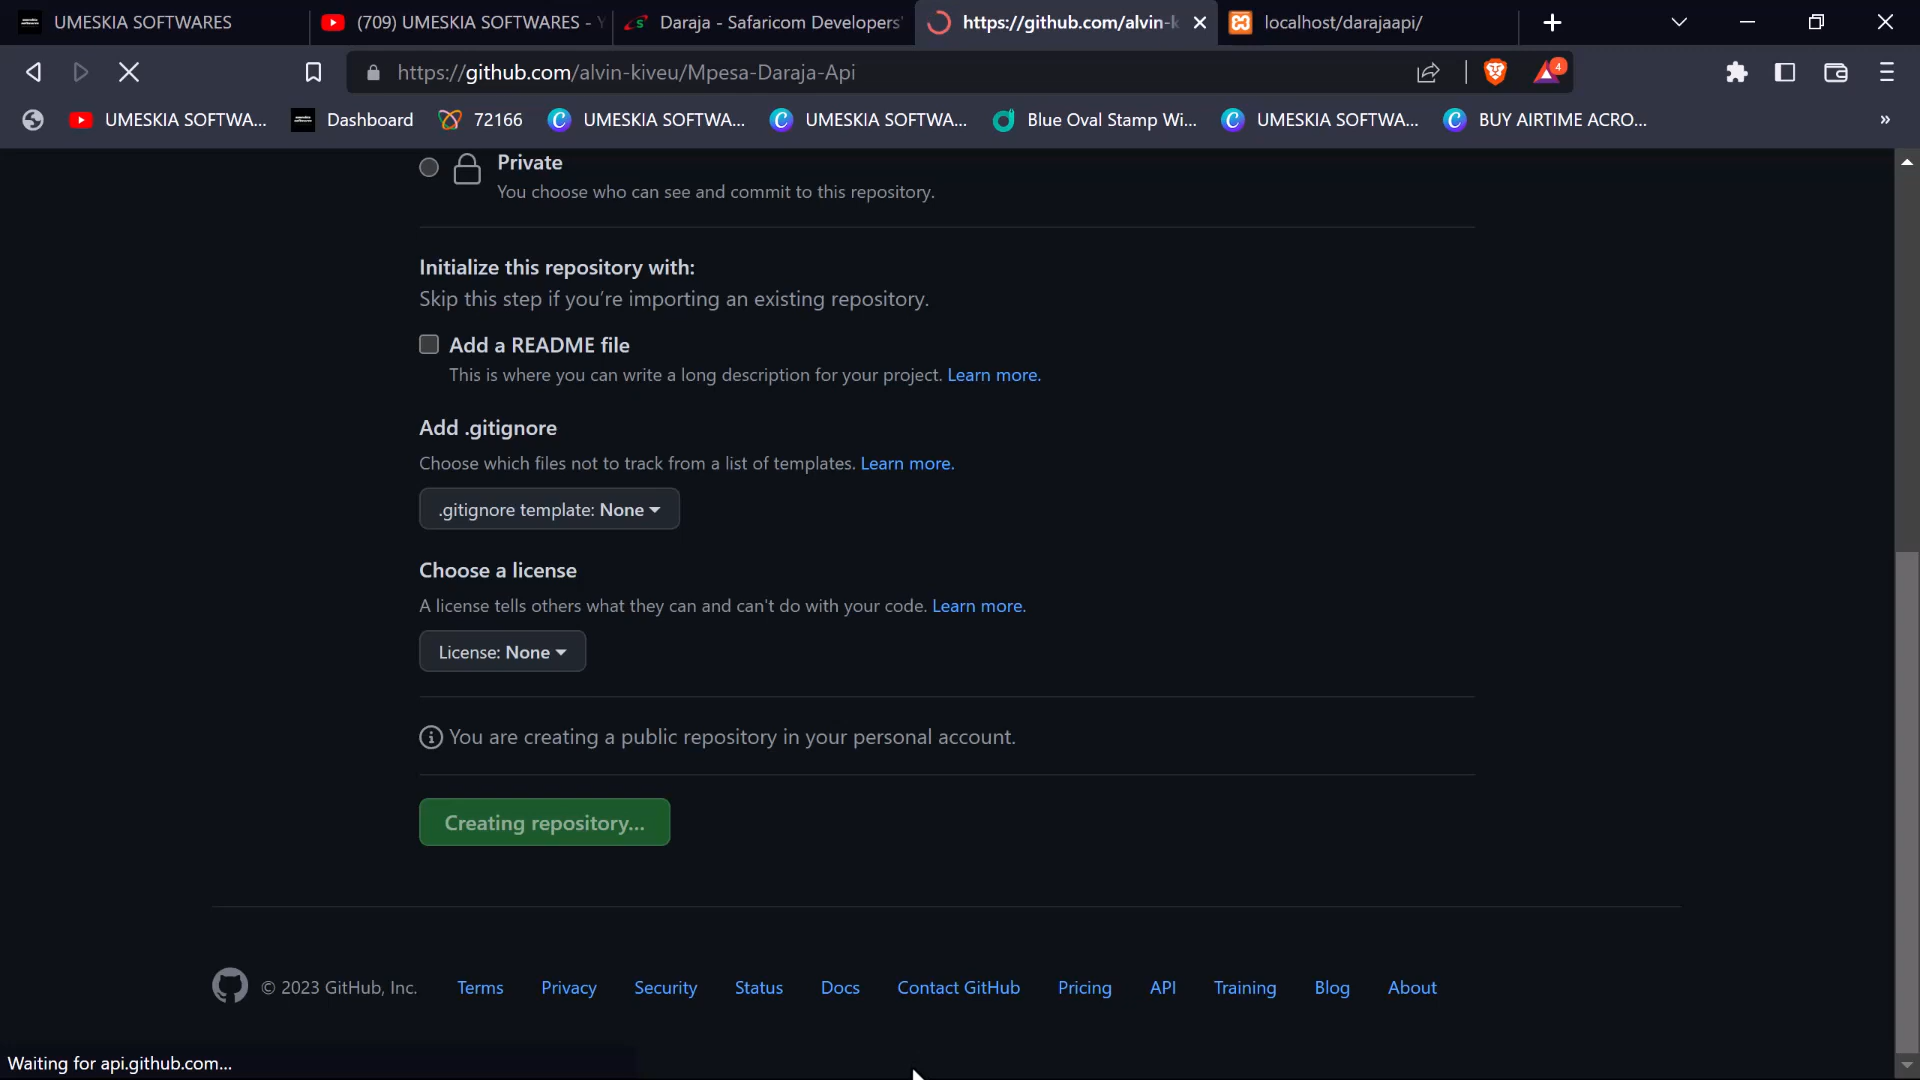 UMESKIA SOFTWARES
(709) UMESKIA SOFTWARES -
Daraja - Safaricom Developers'
https://github.com/alvin-k
localhost/darajaapi/
https://github.com/alvin-kiveu/Mpesa-Daraja-Api
4
UMESKIA SOFTWA...
Dashboard
72166
UMESKIA SOFTWA...
UMESKIA SOFTWA...
Blue Oval Stamp Wi...
UMESKIA SOFTWA...
BUY AIRTIME ACRO...
»
Private
You choose who can see and commit to this repository.
Initialize this repository with:
Skip this step if you’re importing an existing repository.
Add a README file
This is where you can write a long description for your project. Learn more.
Add .gitignore
Choose which files not to track from a list of templates. Learn more.
.gitignore template: None
Choose a license
A license tells others what they can and can't do with your code. Learn more.
License: None
You are creating a public repository in your personal account.
Creating repository...
© 2023 GitHub, Inc.
Terms
Privacy
Security
Status
Docs
Contact GitHub
Pricing
API
Training
Blog
About
Waiting for api.github.com...